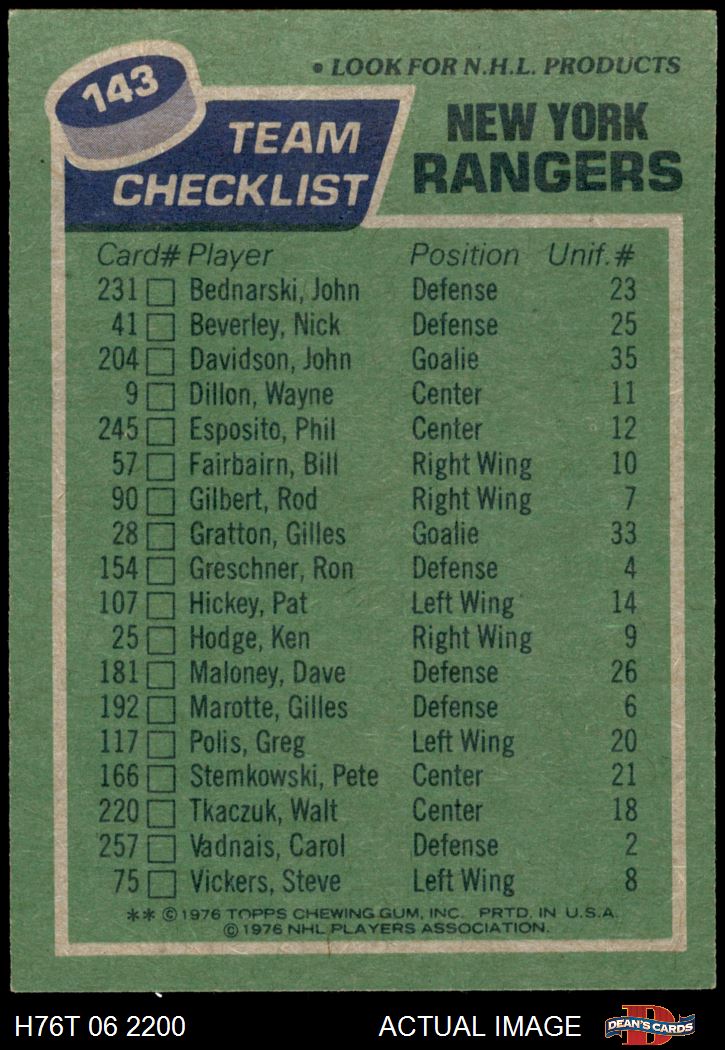 • LOOK FOR N.H.L. PRODUCTS
143
TEAM CHECKLIST
NEW YORK RANGERS
Card# Player Position Unif.#
231 Bednarski, John Defense 23
41 Beverley, Nick Defense 25
204 Davidson, John Goalie 35
9 Dillon, Wayne Center 11
245 Esposito, Phil Center 12
57 Fairbairn, Bill Right Wing 10
90 Gilbert, Rod Right Wing 7
28 Gratton, Gilles Goalie 33
154 Greschner, Ron Defense 4
107 Hickey, Pat Left Wing 14
25 Hodge, Ken Right Wing 9
181 Maloney, Dave Defense 26
192 Marotte, Gilles Defense 6
117 Polis, Greg Left Wing 20
166 Stemkowski, Pete Center 21
220 Tkaczuk, Walt Center 18
257 Vadnais, Carol Defense 2
75 Vickers, Steve Left Wing 8
** © 1976 TOPPS CHEWING GUM, INC. PRTD. IN U.S.A.
© 1976 NHL PLAYERS ASSOCIATION.
H76T 06 2200 ACTUAL IMAGE D DEAN'S CARDS